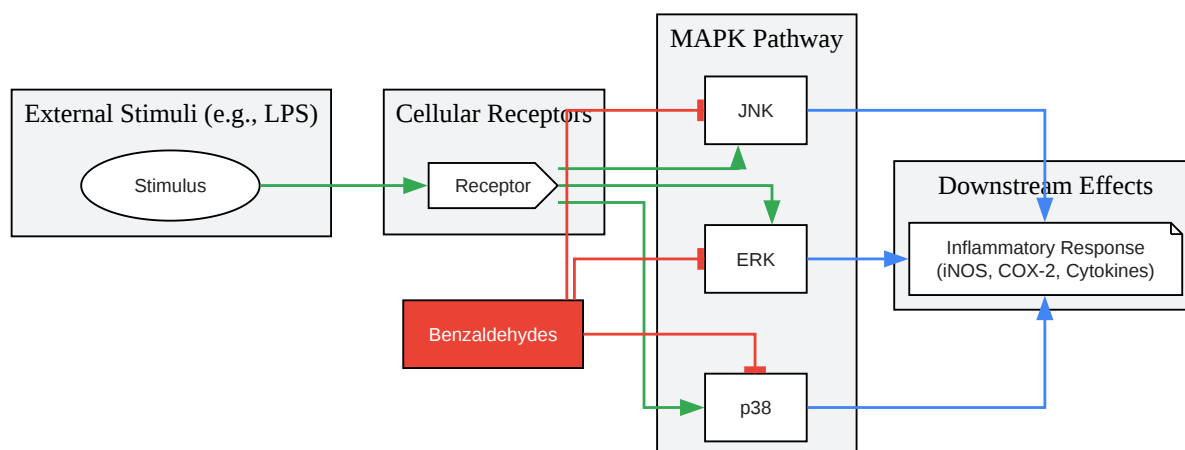 External Stimuli (e.g., LPS)
Stimulus
Cellular Receptors
Receptor
Benzaldehydes
MAPK Pathway
JNK
ERK
p38
Downstream Effects
Inflammatory Response
(iNOS, COX-2, Cytokines)